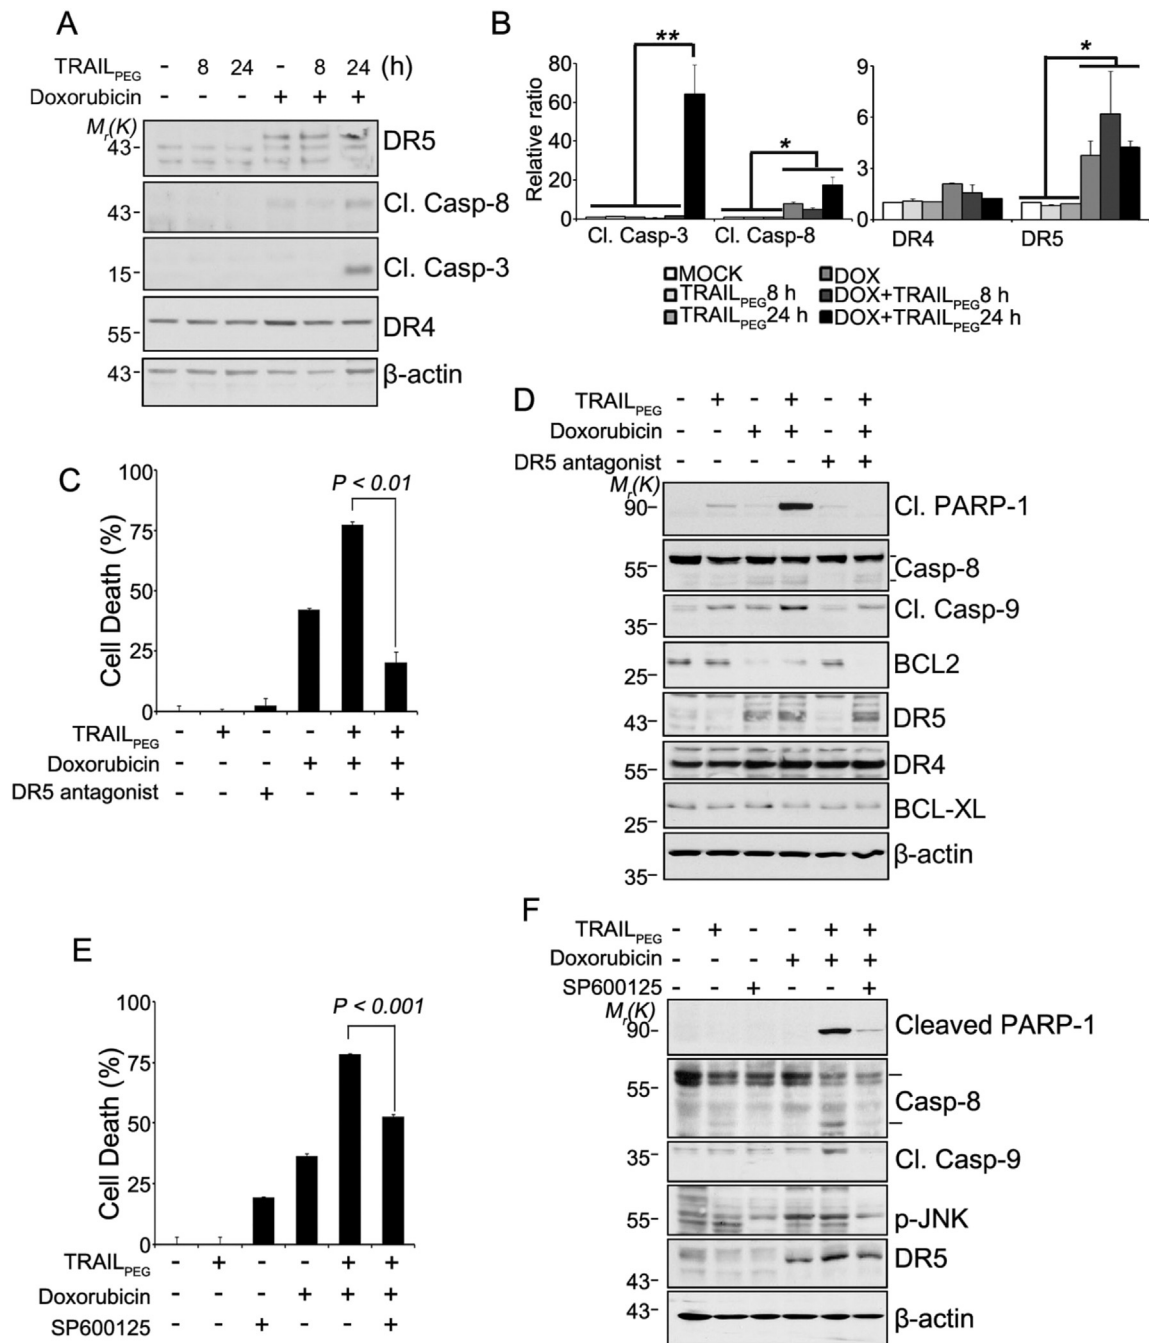 A
TRAILPEG - 8 24 - 8 24 (h)
Doxorubicin - - - + + +
Mr(K)
43 DR5
43 Cl. Casp-8
15 Cl. Casp-3
55 DR4
43 β-actin
B
Relative ratio
80
60
40
20
0
**
*
Cl. Casp-3 Cl. Casp-8
9
6
3
0
*
DR4 DR5
MOCK DOX
TRAILPEG8 h DOX+TRAILPEG8 h
TRAILPEG24 h DOX+TRAILPEG24 h
C
Cell Death (%)
100
75
50
25
0
P < 0.01
TRAILPEG - + - - + +
Doxorubicin - - - + + +
DR5 antagonist - - + - - +
D
TRAILPEG - + - + - +
Doxorubicin - - + + - +
DR5 antagonist - - - - + +
Mr(K)
90 Cl. PARP-1
55 Casp-8
35 Cl. Casp-9
25 BCL2
43 DR5
55 DR4
25 BCL-XL
35 β-actin
E
Cell Death (%)
100
75
50
25
0
P < 0.001
TRAILPEG - + - - + +
Doxorubicin - - - + + +
SP600125 - - + - - +
F
TRAILPEG - + - - + +
Doxorubicin - - - + + +
SP600125 - - + - - +
Mr(K)
90 Cleaved PARP-1
55 Casp-8
35 Cl. Casp-9
55 p-JNK
43 DR5
43 β-actin